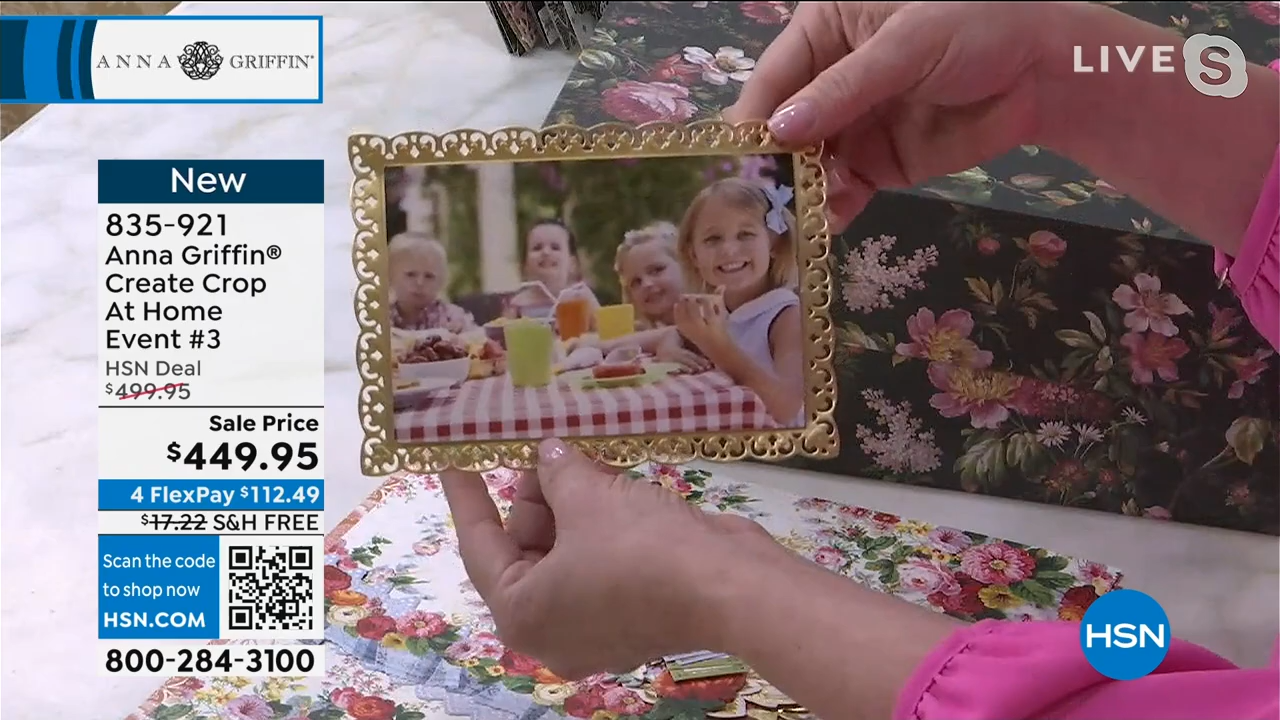 ANNA GRIFFIN®
LIVE S
New
835-921
Anna Griffin®
Create Crop
At Home
Event #3
HSN Deal
$499.95
Sale Price
$449.95
4 FlexPay $112.49
$17.22 S&H FREE
Scan the code
to shop now
HSN.COM
800-284-3100
HSN